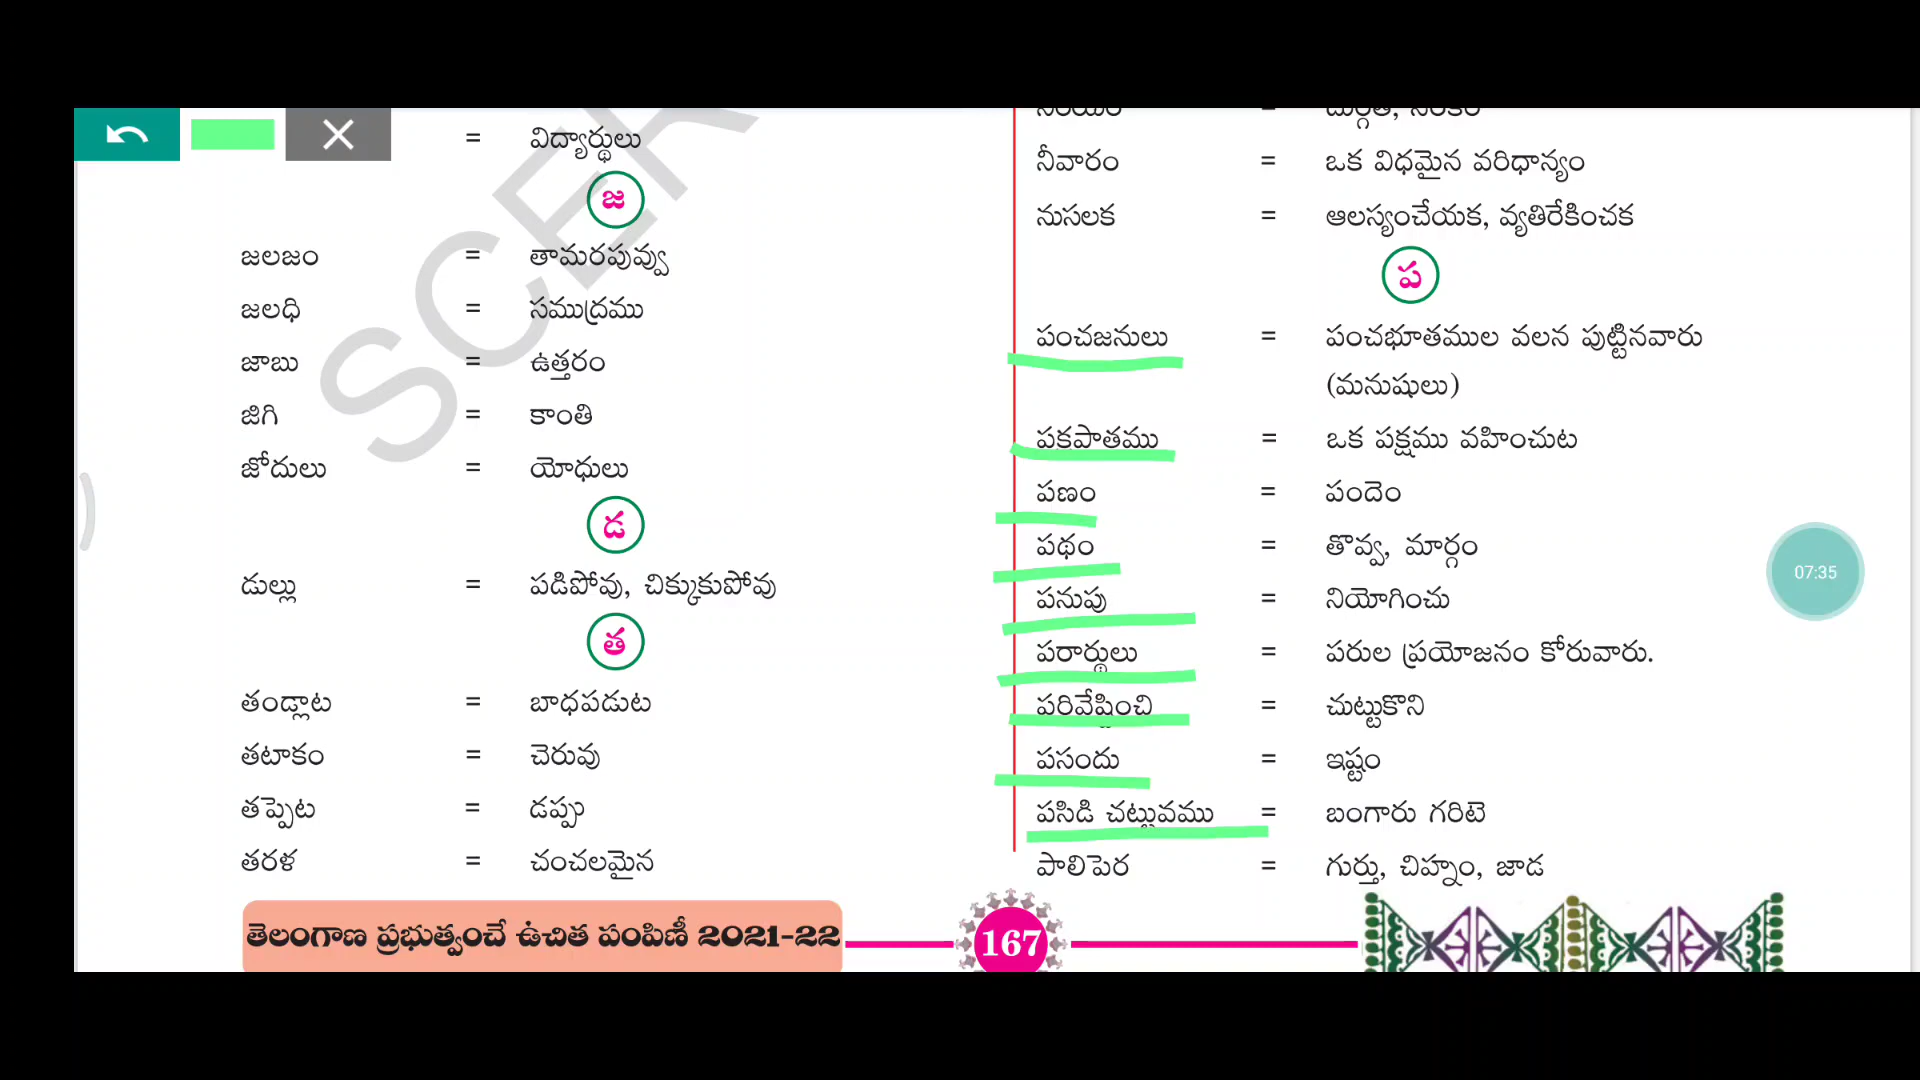 = విద్యార్థులు
జ
జలజం = తామరపువ్వు
జలధి = సముద్రము
జాబు = ఉత్తరం
జిగి = కాంతి
జోదులు = యోధులు
డ
డుల్లు = పడిపోవు, చిక్కుకుపోవు
త
తండ్లాట = బాధపడుట
తటాకం = చెరువు
తప్పెట = డప్పు
తరళ = చంచలమైన
నీవారం = ఒక విధమైన వరిధాన్యం
నుసలక = ఆలస్యంచేయక, వ్యతిరేకించక
ప
పంచజనులు = పంచభూతముల వలన పుట్టినవారు
(మనుషులు)
పక్షపాతము = ఒక పక్షము వహించుట
పణం = పందెం
పథం = తొవ్వ, మార్గం
పనుపు = నియోగించు
పరార్థులు = పరుల ప్రయోజనం కోరువారు.
పరివేష్టించి = చుట్టుకొని
పసందు = ఇష్టం
పసిడి చట్టువము = బంగారు గరిటె
పాలిపెర = గుర్తు, చిహ్నం, జాడ
తెలంగాణ ప్రభుత్వంచే ఉచిత పంపిణీ 2021-22
167
07:35
SCER